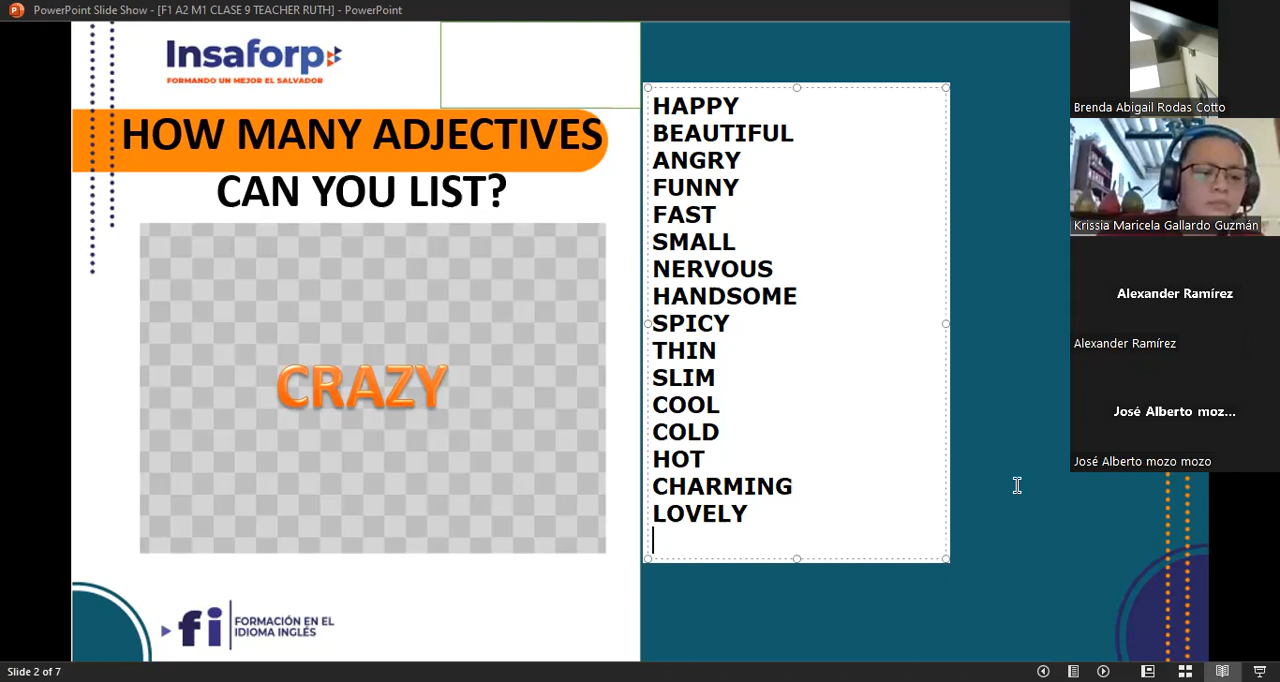 PowerPoint Slide Show - [F1 A2 M1 CLASE 9 TEACHER RUTH] - PowerPoint
Insaforp
FORMANDO UN MEJOR EL SALVADOR
HOW MANY ADJECTIVES
CAN YOU LIST?
CRAZY
fi
FORMACIÓN EN EL
IDIOMA INGLÉS
HAPPY
BEAUTIFUL
ANGRY
FUNNY
FAST
SMALL
NERVOUS
HANDSOME
SPICY
THIN
SLIM
COOL
COLD
HOT
CHARMING
LOVELY
Brenda Abigail Rodas Cotto
Krissia Maricela Gallardo Guzmán
Alexander Ramírez
Alexander Ramírez
José Alberto moz...
José Alberto mozo mozo
Slide 2 of 7